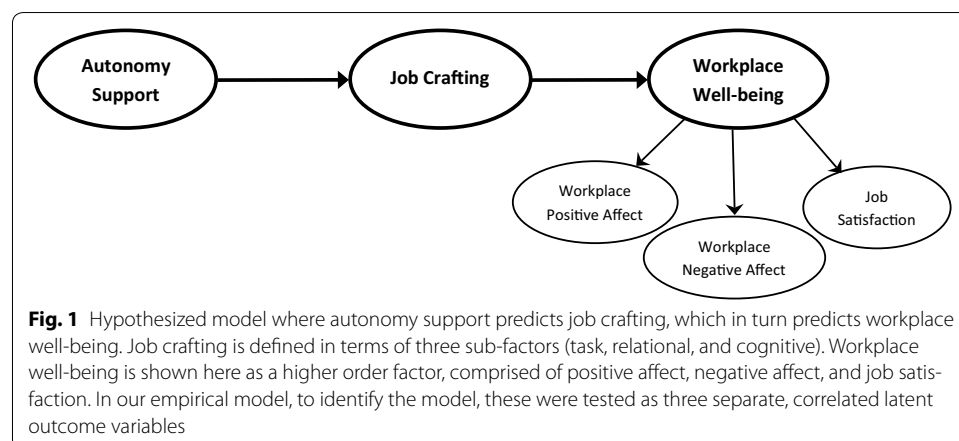 Autonomy
Support
Job Crafting
Workplace
Well-being
Workplace
Positive Affect
Workplace
Negative Affect
Job
Satisfaction
Fig. 1 Hypothesized model where autonomy support predicts job crafting, which in turn predicts workplace
well-being. Job crafting is defined in terms of three sub-factors (task, relational, and cognitive). Workplace
well-being is shown here as a higher order factor, comprised of positive affect, negative affect, and job satis-
faction. In our empirical model, to identify the model, these were tested as three separate, correlated latent
outcome variables